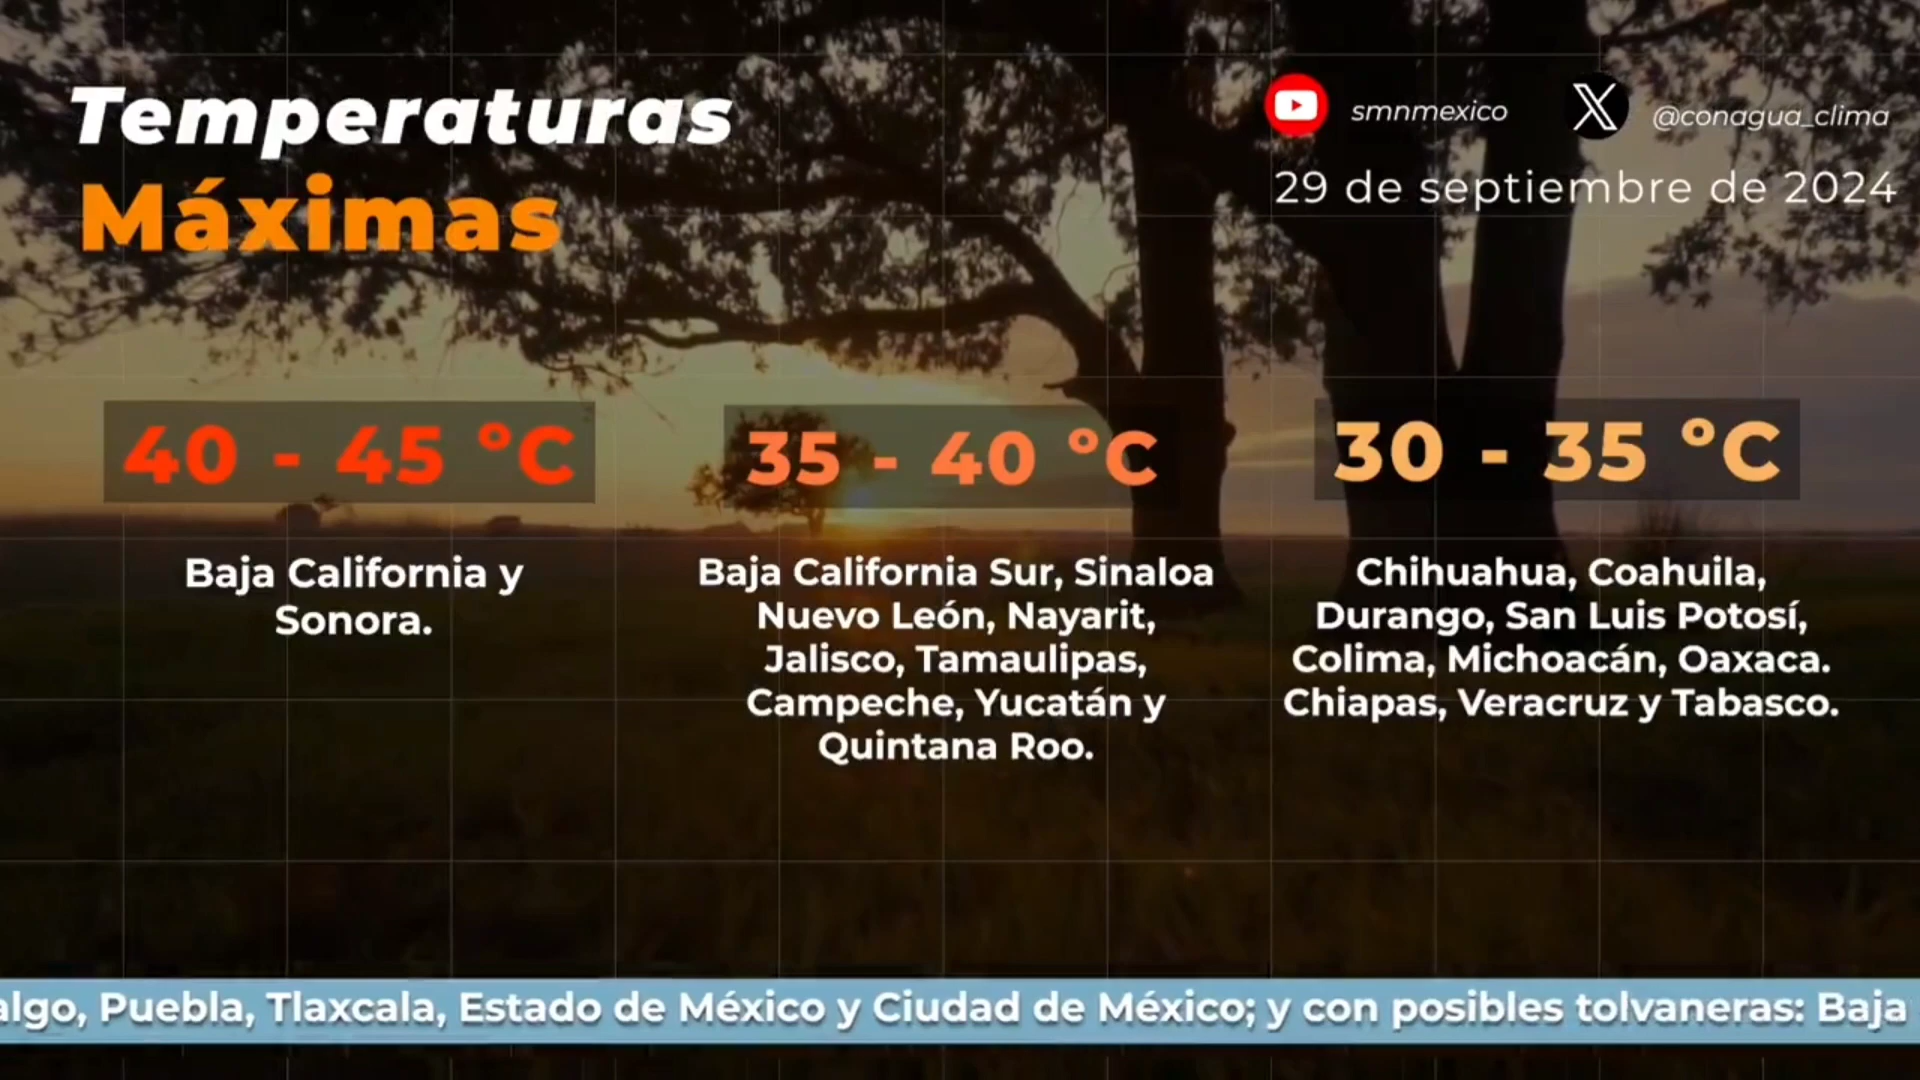 Temperaturas
Máximas
smnmexico
@conagua_clima
29 de septiembre de 2024
40 - 45 °C
Baja California y
Sonora.
35 - 40 °C
Baja California Sur, Sinaloa
Nuevo León, Nayarit,
Jalisco, Tamaulipas,
Campeche, Yucatán y
Quintana Roo.
30 - 35 °C
Chihuahua, Coahuila,
Durango, San Luis Potosí,
Colima, Michoacán, Oaxaca.
Chiapas, Veracruz y Tabasco.
algo, Puebla, Tlaxcala, Estado de México y Ciudad de México; y con posibles tolvaneras: Baja